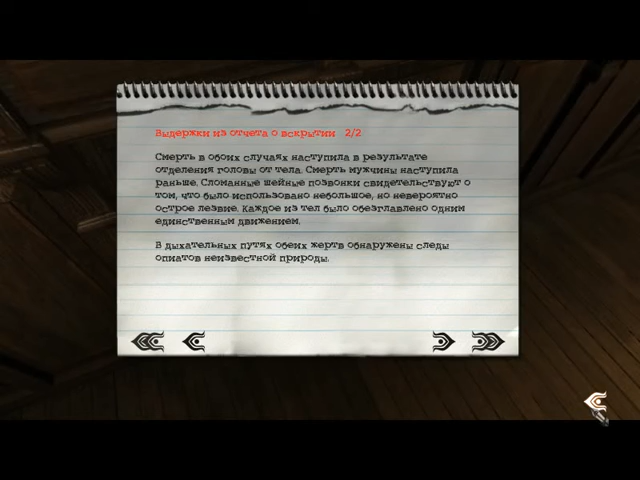 Выдержки из отчета о вскрытии 2/2
Смерть в обоих случаях наступила в результате
отделения головы от тела. Смерть мужчины наступила
раньше. Сломанные шейные позвонки свидетельствуют о
том, что было использовано небольшое, но невероятно
острое лезвие. Каждое из тел было обезглавлено одним
единственным движением.
В дыхательных путях обеих жертв обнаружены следы
опиатов неизвестной природы.